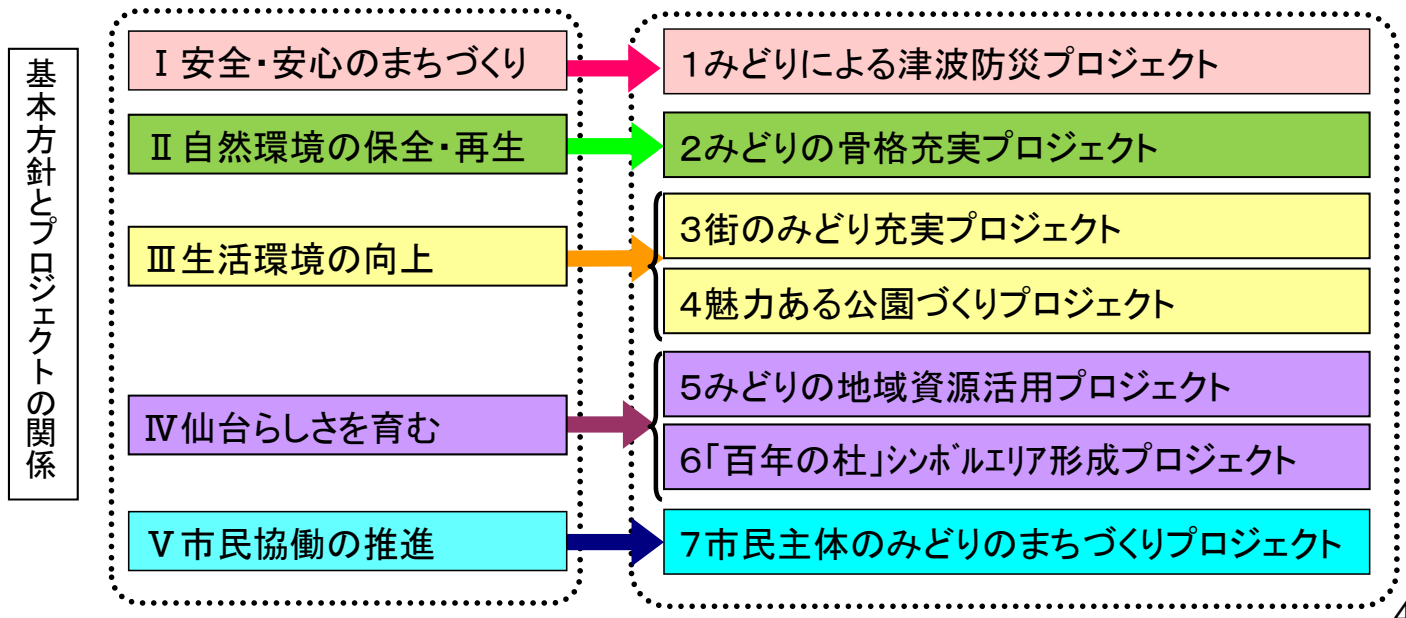 基本方針とプロジェクトの関係
Ⅰ安全・安心のまちづくり
1みどりによる津波防災プロジェクト
Ⅱ自然環境の保全・再生
2みどりの骨格充実プロジェクト
Ⅲ生活環境の向上
3街のみどり充実プロジェクト
4魅力ある公園づくりプロジェクト
Ⅳ仙台らしさを育む
5みどりの地域資源活用プロジェクト
6「百年の杜」ｼﾝﾎﾞﾙｴﾘｱ形成プロジェクト
Ⅴ市民協働の推進
7市民主体のみどりのまちづくりプロジェクト